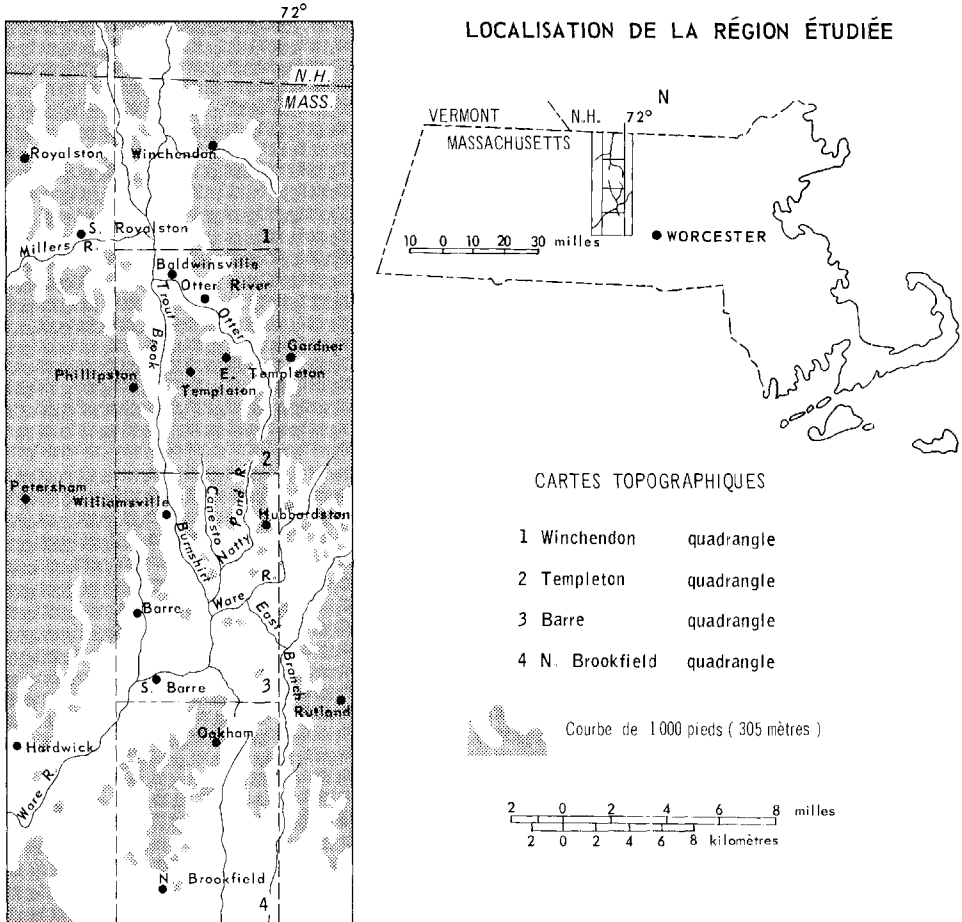 72°
N.H.
MASS.
Royalston
Winchendon
S. Royalston
Millers R.
1
Baldwinsville
Otter River
Trout Brook
Otter
Gardner
E. Templeton
Templeton
Phillipston
2
Petersham
Williamsville
Canesto
Natty Pond R.
Hubbardston
Burnshirt
Ware R.
East Branch
Barre
S. Barre
3
Rutland
Oakham
Hardwick
Ware R.
N. Brookfield
4
LOCALISATION DE LA RÉGION ÉTUDIÉE
N
VERMONT
N.H.
72°
MASSACHUSETTS
10 0 10 20 30 milles
WORCESTER
CARTES TOPOGRAPHIQUES
1 Winchendon quadrangle
2 Templeton quadrangle
3 Barre quadrangle
4 N. Brookfield quadrangle
Courbe de 1000 pieds ( 305 mètres )
2 0 2 4 6 8 milles
2 0 2 4 6 8 kilomètres